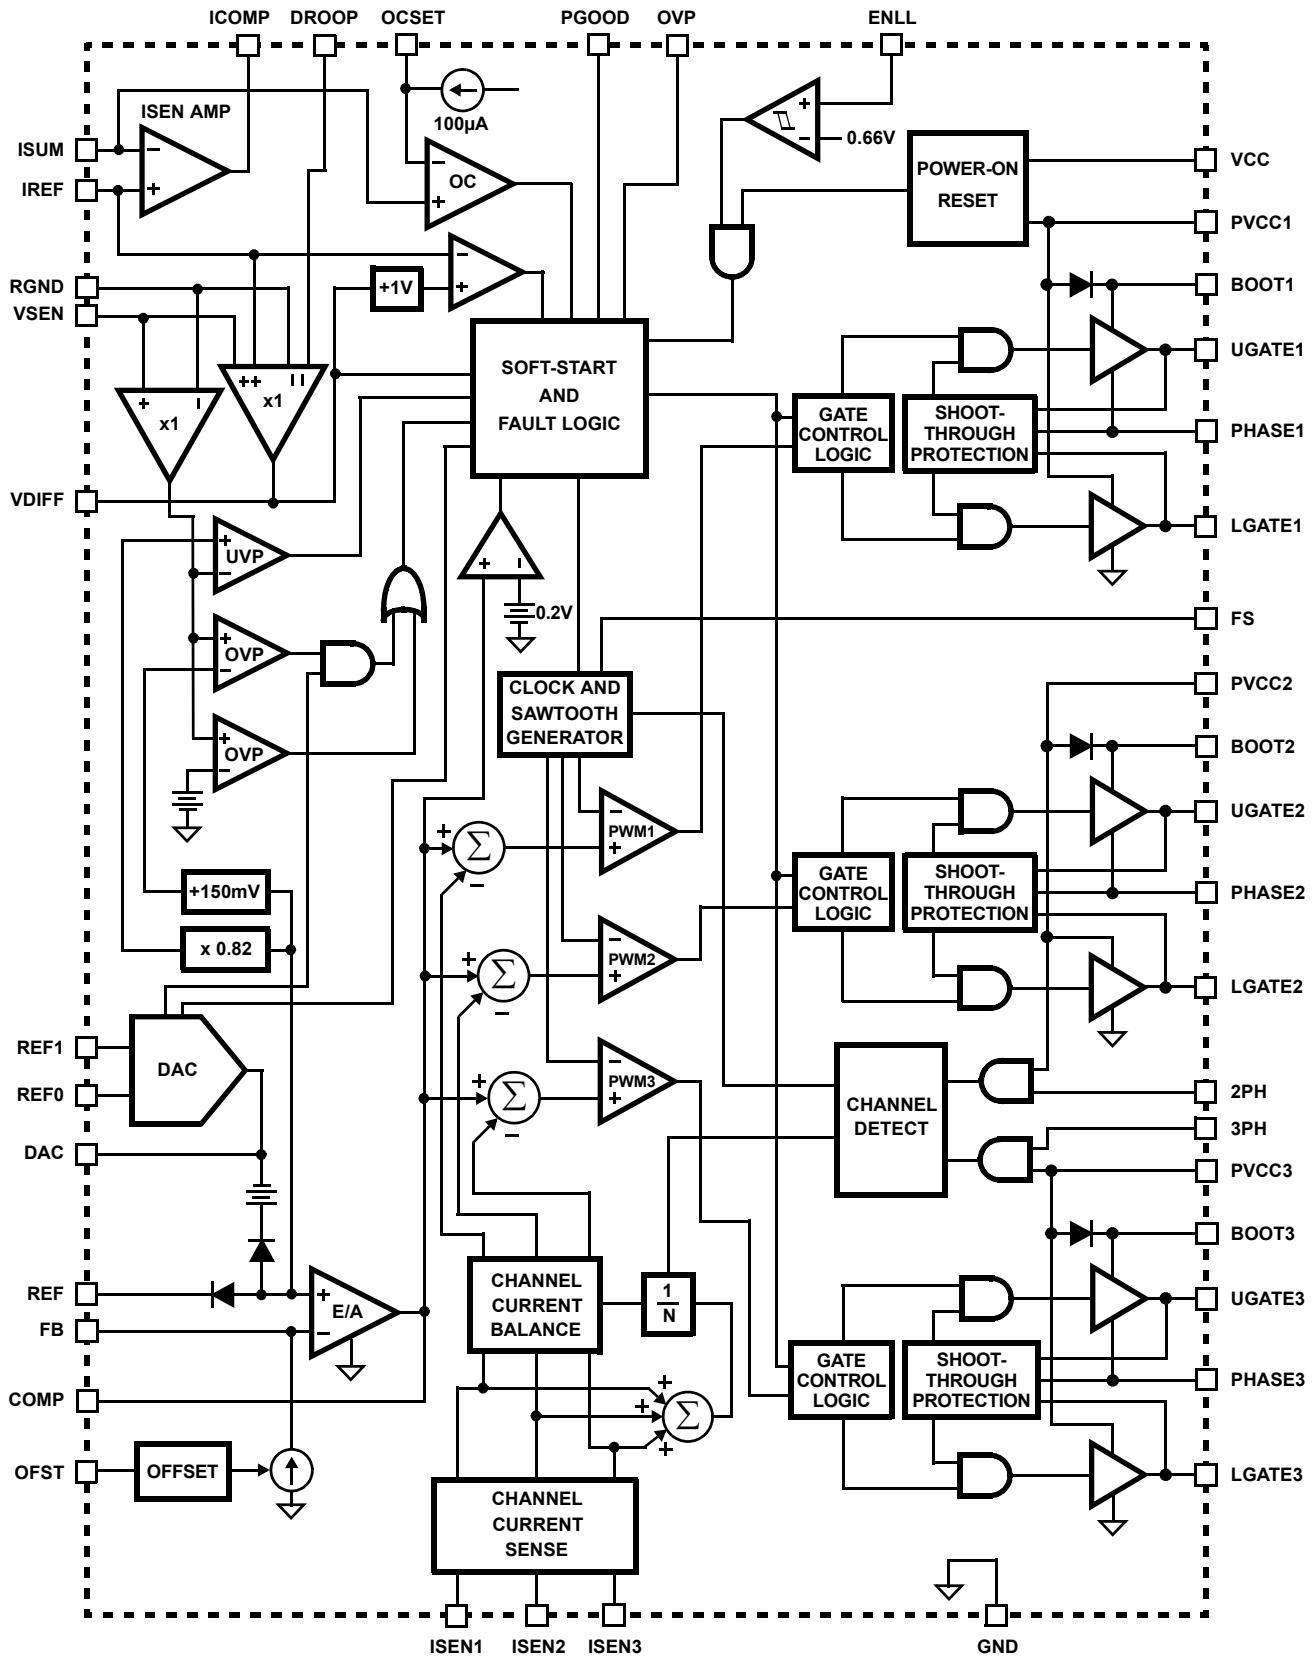 ICOMP DROOP OCSET PGOOD OVP ENLL
ISEN AMP
100µA
+
−
0.66V
ISUM
−
IREF
+
−
OC
+
POWER-ON
RESET
VCC
PVCC1
−
+
+1V
RGND
VSEN
BOOT1
UGATE1
+ −
x1
++ − −
x1
SOFT-START
AND
FAULT LOGIC
GATE
CONTROL
LOGIC
SHOOT-
THROUGH
PROTECTION
PHASE1
VDIFF
LGATE1
+
UVP
−
+ −
0.2V
FS
+
OVP
−
CLOCK AND
SAWTOOTH
GENERATOR
PVCC2
+
OVP
−
BOOT2
−
PWM1
+
+
Σ
−
UGATE2
GATE
CONTROL
LOGIC
SHOOT-
THROUGH
PROTECTION
PHASE2
+150mV
x 0.82
−
PWM2
+
+
Σ
−
LGATE2
REF1
DAC
REF0
−
PWM3
+
+
Σ
−
CHANNEL
DETECT
2PH
3PH
DAC
PVCC3
BOOT3
REF
+
E/A
−
FB
CHANNEL
CURRENT
BALANCE
1
N
UGATE3
GATE
CONTROL
LOGIC
SHOOT-
THROUGH
PROTECTION
PHASE3
COMP
+
+
Σ
+
OFST
OFFSET
LGATE3
CHANNEL
CURRENT
SENSE
ISEN1 ISEN2 ISEN3 GND